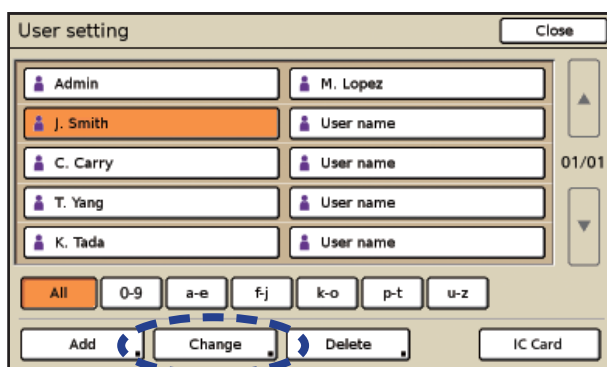 User setting Close
Admin M. Lopez
J. Smith User name
C. Carry User name 01/01
T. Yang User name
K. Tada User name
All 0-9 a-e f-j k-o p-t u-z
Add Change Delete IC Card